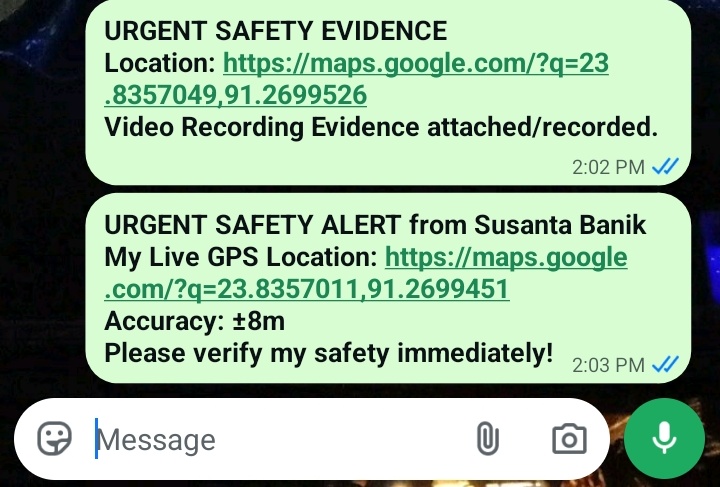 URGENT SAFETY EVIDENCE
Location: https://maps.google.com/?q=23
.8357049,91.2699526
Video Recording Evidence attached/recorded.
2:02 PM
URGENT SAFETY ALERT from Susanta Banik
My Live GPS Location: https://maps.google
.com/?q=23.8357011,91.2699451
Accuracy: ±8m
Please verify my safety immediately!
2:03 PM
Message